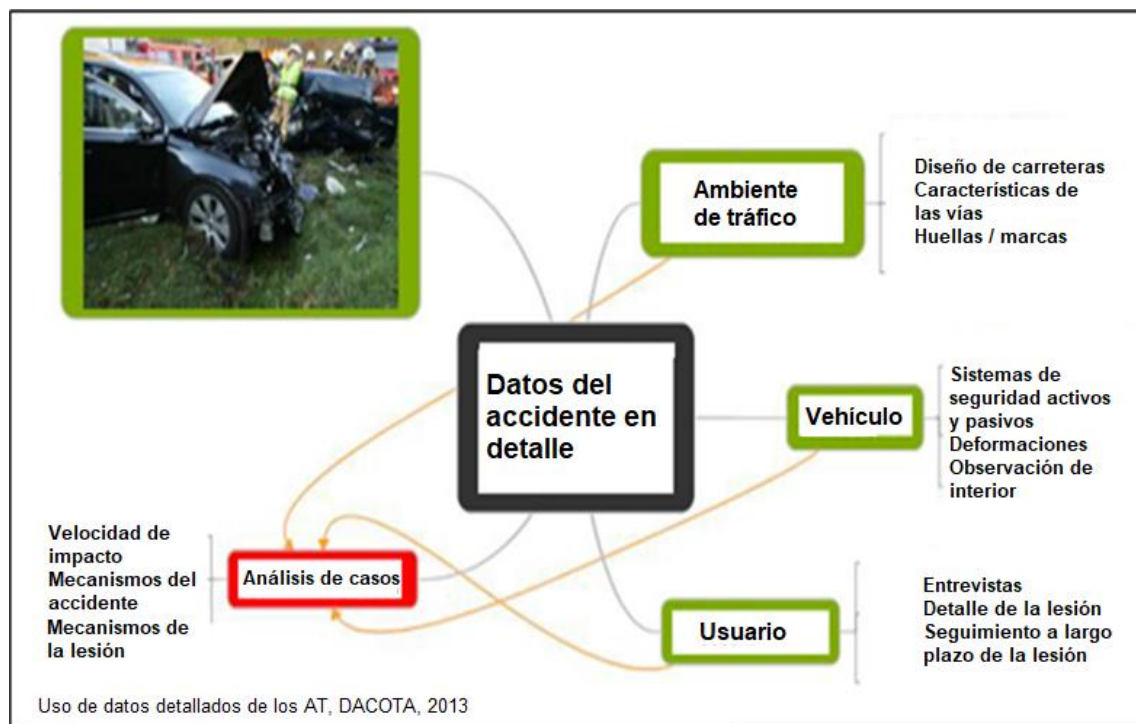 Ambiente
de tráfico
Diseño de carreteras
Características de
las vías
Huellas / marcas
Datos del
accidente en
detalle
Vehículo
Sistemas de
seguridad activos
y pasivos
Deformaciones
Observación de
interior
Velocidad de
impacto
Mecanismos del
accidente
Mecanismos de
la lesión
Análisis de casos
Usuario
Entrevistas
Detalle de la lesión
Seguimiento a largo
plazo de la lesión
Uso de datos detallados de los AT, DACOTA, 2013